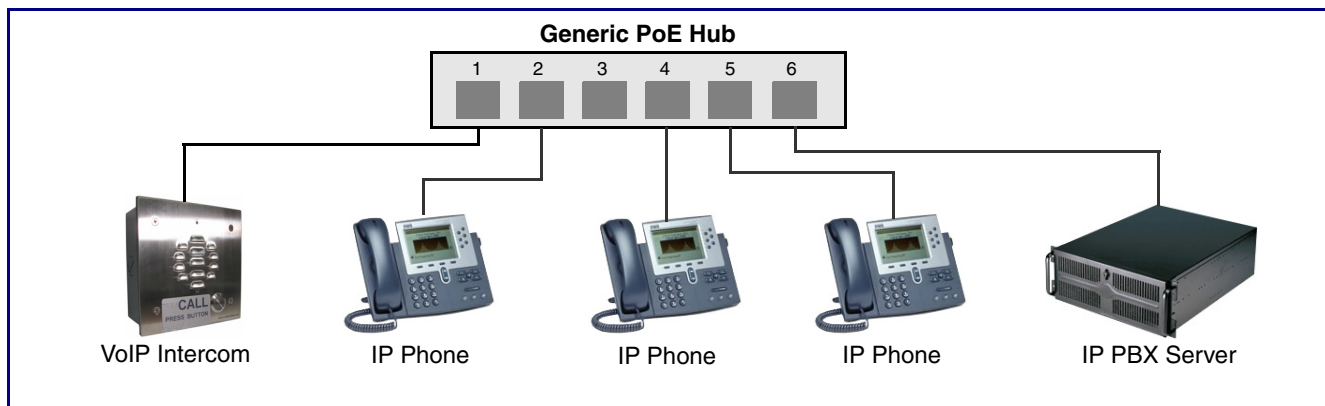 Generic PoE Hub
1 2 3 4 5 6
CALL
PRESS BUTTON
VoIP Intercom
IP Phone
IP Phone
IP Phone
IP PBX Server